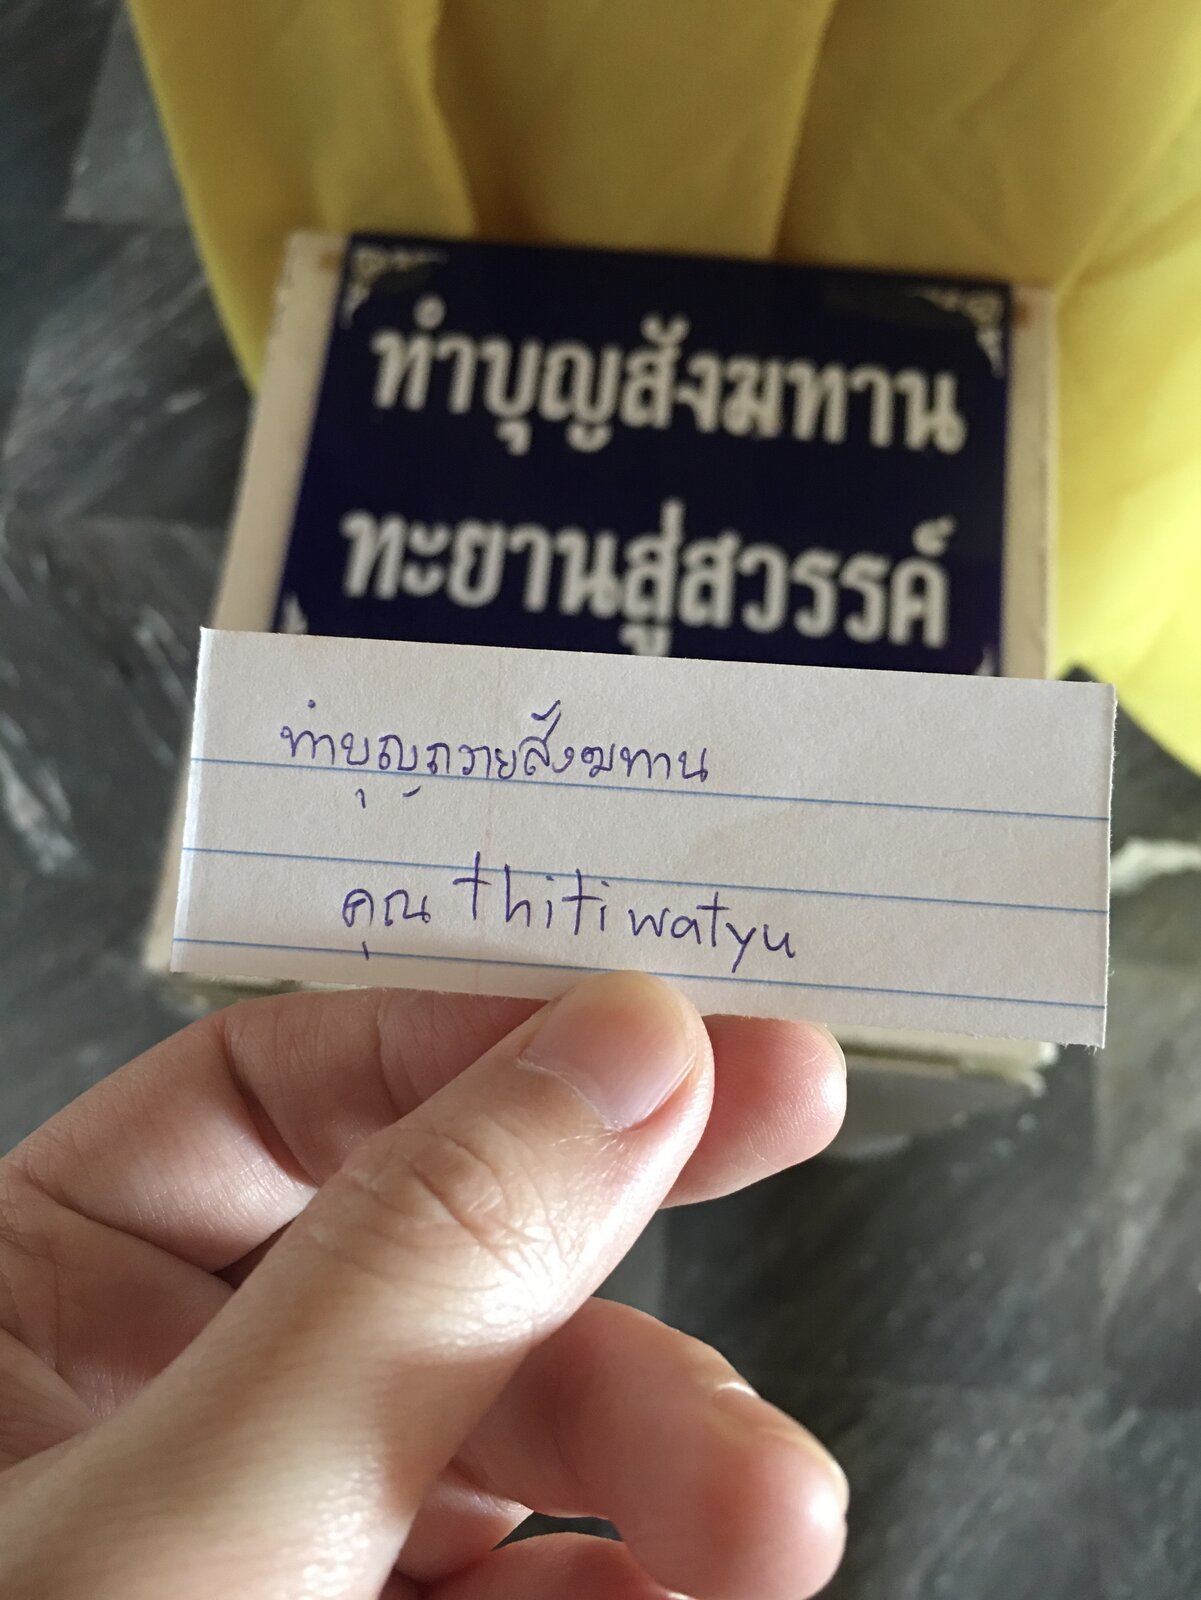 ทำบุญสังฆทาน
ทะยานสู่สวรรค์
ทำบุญถวายสังฆทาน
คุณ thitiwatyu